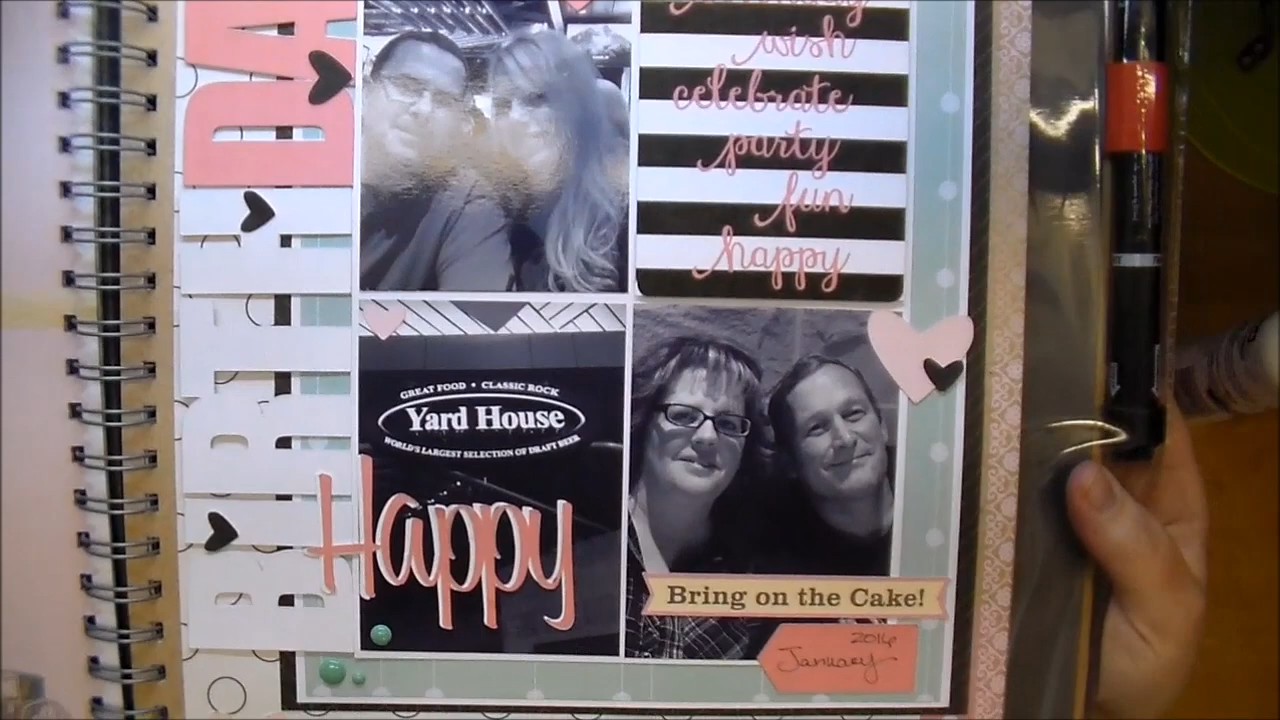 BIRTHDA
wish
celebrate
party
fun
happy
GREAT FOOD • CLASSIC ROCK
Yard House
WORLD'S LARGEST SELECTION OF DRAFT BEER
Happy
Bring on the Cake!
2016
January